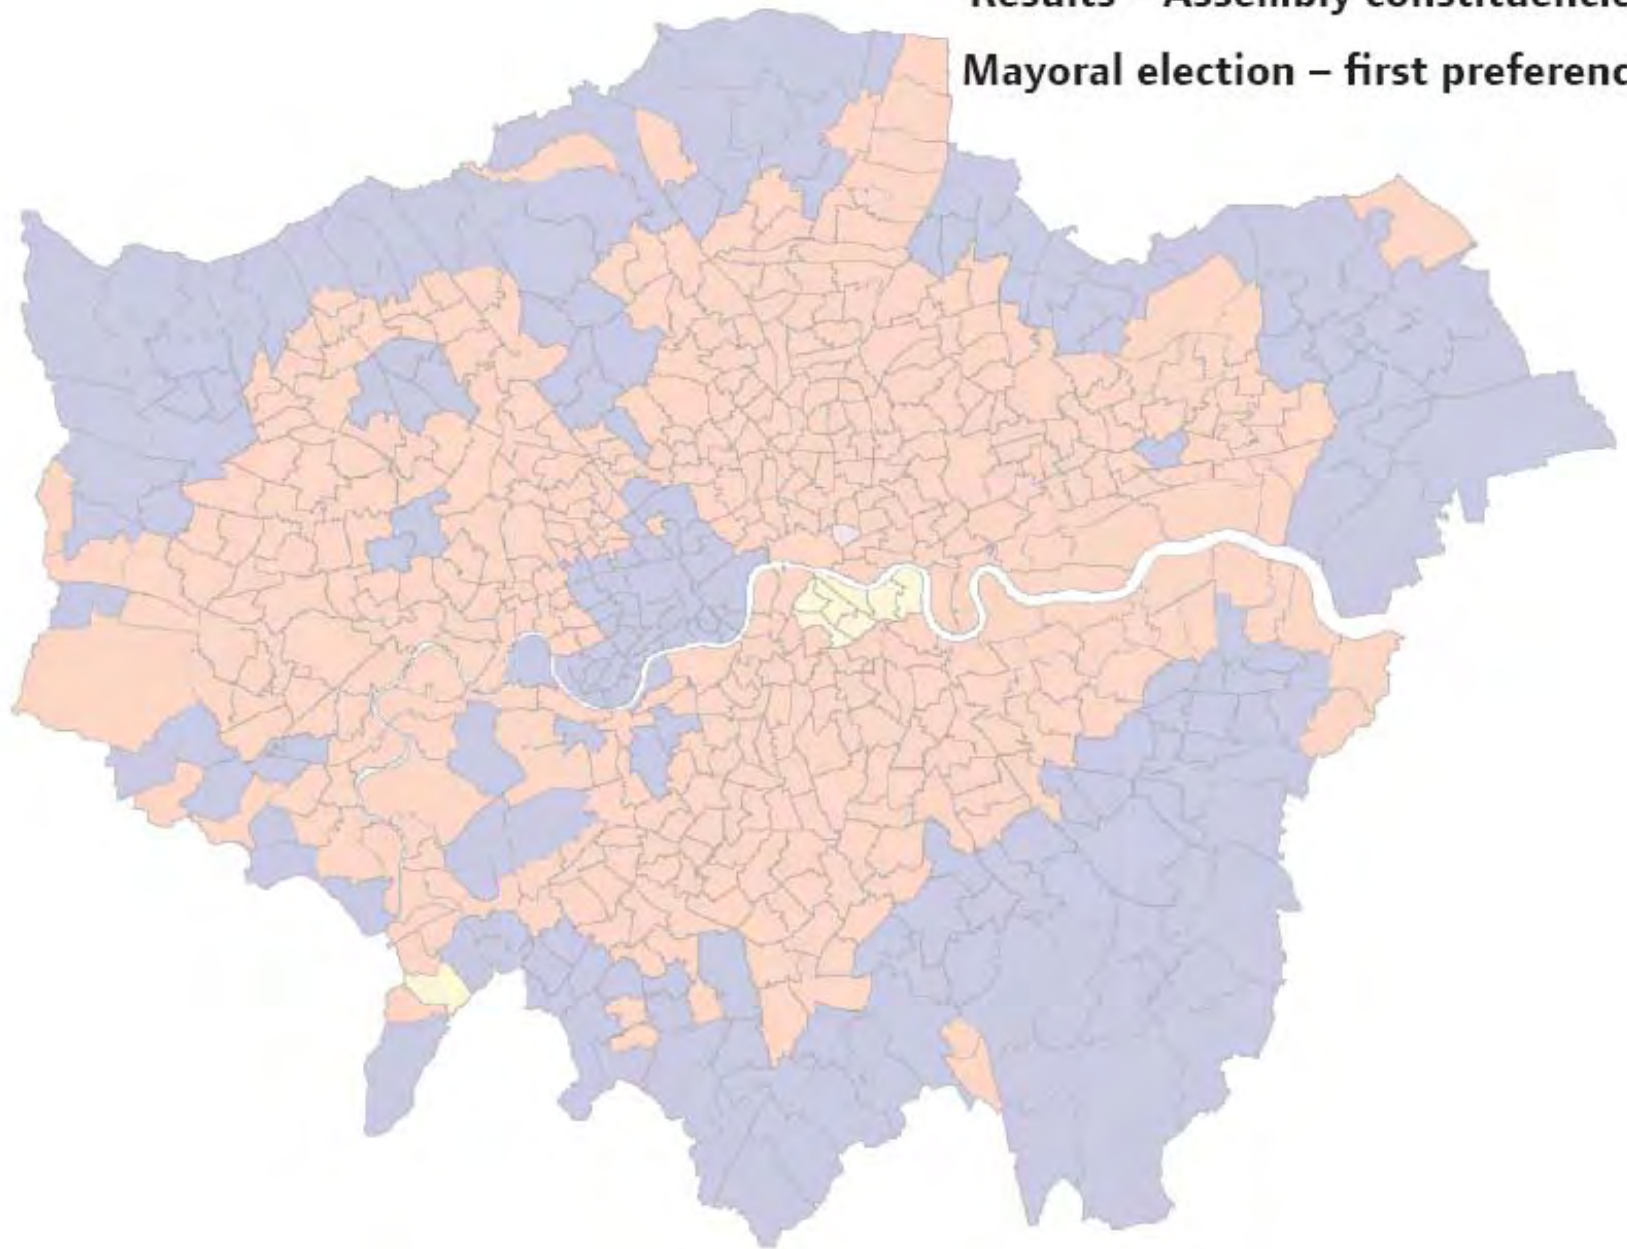 Results – Assembly constituencie
Mayoral election – first preferenc